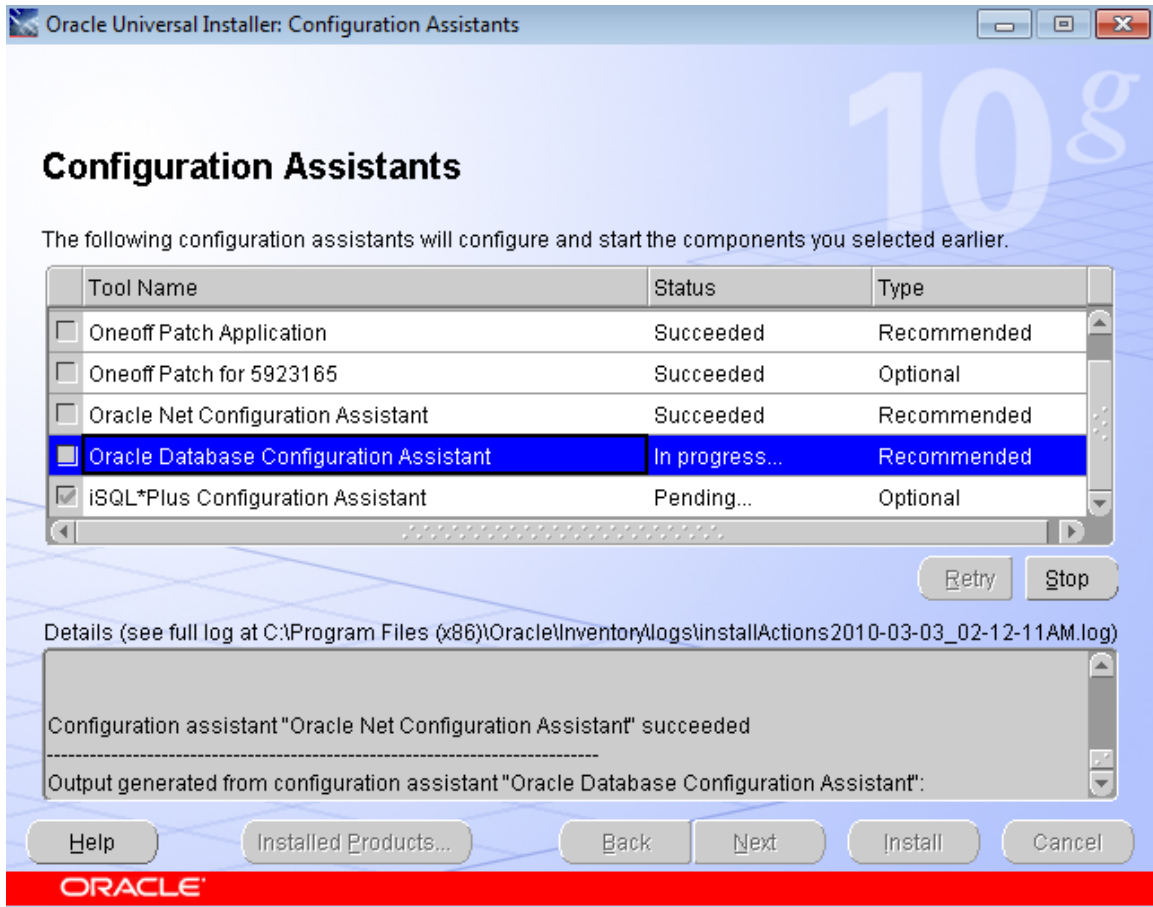 Oracle Universal Installer: Configuration Assistants
10g
Configuration Assistants
The following configuration assistants will configure and start the components you selected earlier.
Tool Name Status Type
Oneoff Patch Application Succeeded Recommended
Oneoff Patch for 5923165 Succeeded Optional
Oracle Net Configuration Assistant Succeeded Recommended
Oracle Database Configuration Assistant In progress... Recommended
iSQL*Plus Configuration Assistant Pending... Optional
Retry Stop
Details (see full log at C:\Program Files (x86)\Oracle\Inventory\logs\installActions2010-03-03_02-12-11AM.log)
Configuration assistant "Oracle Net Configuration Assistant" succeeded
-----------------------------------------------------------------------------
Output generated from configuration assistant "Oracle Database Configuration Assistant":
Help Installed Products... Back Next Install Cancel
ORACLE